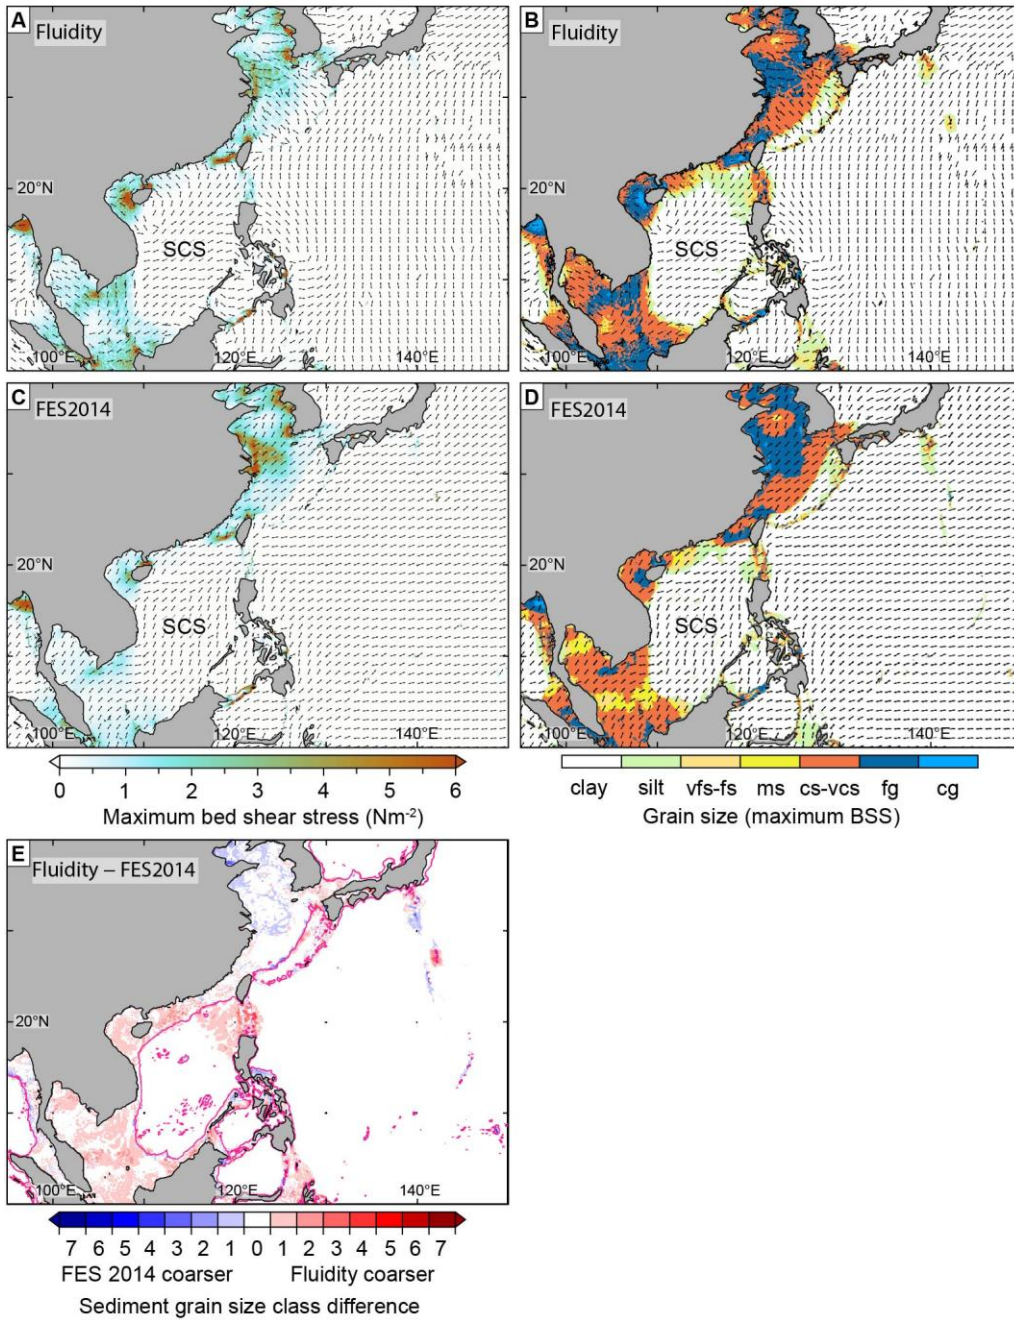 A
Fluidity
20°N
SCS
100°E
120°E
140°E
B
Fluidity
20°N
SCS
100°E
120°E
140°E
C
FES2014
20°N
SCS
100°E
120°E
140°E
D
FES2014
20°N
SCS
100°E
120°E
140°E
0 1 2 3 4 5 6
Maximum bed shear stress (Nm⁻²)
clay silt vfs-fs ms cs-vcs fg cg
Grain size (maximum BSS)
E
Fluidity – FES2014
20°N
100°E
120°E
140°E
7 6 5 4 3 2 1 0 1 2 3 4 5 6 7
FES 2014 coarser Fluidity coarser
Sediment grain size class difference